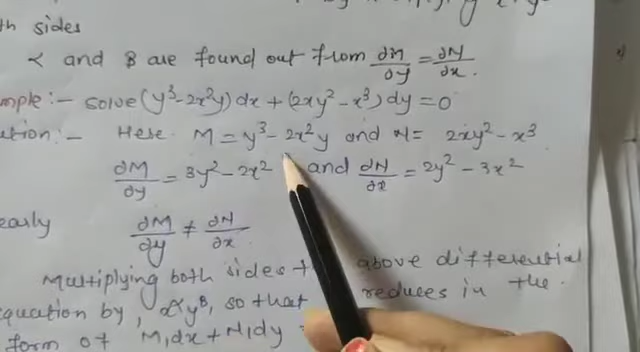 th sides
α and β are found out from ∂M/∂y = ∂N/∂x.
mple:- Solve (y³-2x²y)dx + (2xy²-x³)dy=0
ution:- Here M = y³-2x²y and N = 2xy²-x³
∂M/∂y = 3y²-2x² and ∂N/∂x = 2y²-3x²
early ∂M/∂y ≠ ∂N/∂x.
Multiplying both sides above differential
equation by, so that reduces in the
form of M₁dx+N₁dy